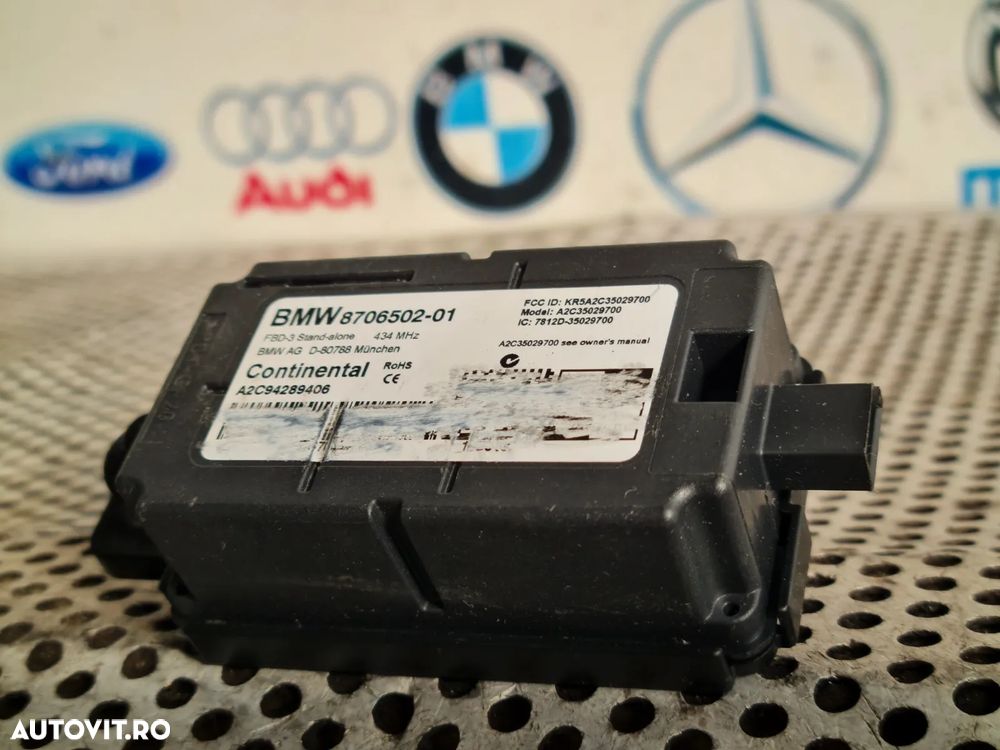 Ford
Audi
BMW
BMW 8706502-01
FBD-3 Stand-alone 434 MHz
BMW AG D-80788 München
Continental RoHS
CE
A2C94289406
FCC ID: KR5A2C35029700
Model: A2C35029700
IC: 7812D-35029700
A2C35029700 see owner's manual
AUTOVIT.RO